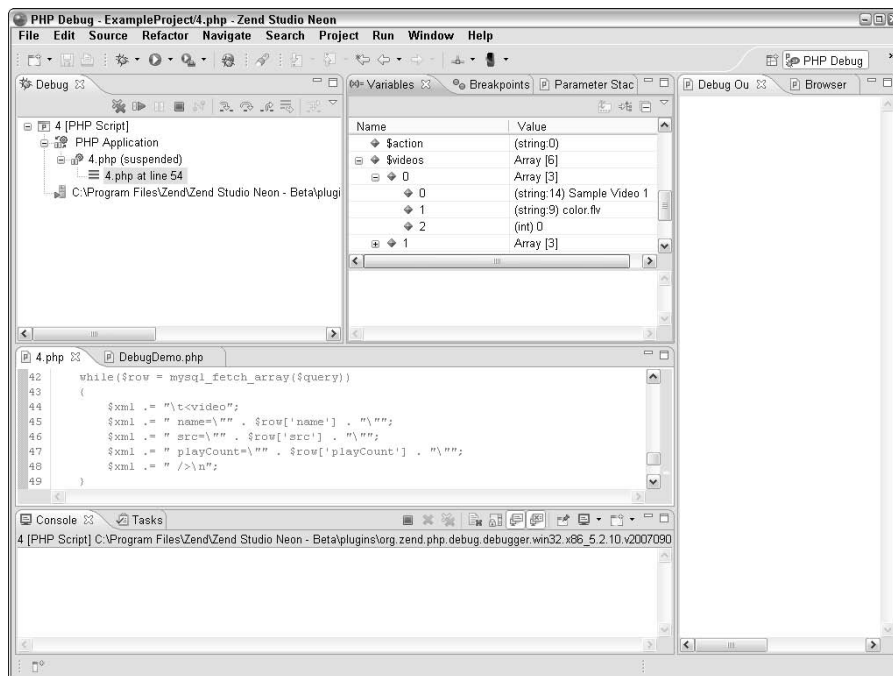 PHP Debug - ExampleProject/4.php - Zend Studio Neon
File Edit Source Refactor Navigate Search Project Run Window Help
PHP Debug
Debug
4 [PHP Script]
PHP Application
4.php (suspended)
4.php at line 54
C:\Program Files\Zend\Zend Studio Neon - Beta\plugi
(x)= Variables Breakpoints Parameter Stac
Name Value
$action (string:0)
$videos Array [6]
0 Array [3]
0 (string:14) Sample Video 1
1 (string:9) color.flv
2 (int) 0
1 Array [3]
Debug Ou Browser
4.php DebugDemo.php
42 while($row = mysql_fetch_array($query))
43 {
44 $xml .= "\t<video";
45 $xml .= " name=\"" . $row['name'] . "\"";
46 $xml .= " src=\"" . $row['src'] . "\"";
47 $xml .= " playCount=\"" . $row['playCount'] . "\"";
48 $xml .= " />\n";
49 }
Console Tasks
4 [PHP Script] C:\Program Files\Zend\Zend Studio Neon - Beta\plugins\org.zend.php.debug.debugger.win32.x86_5.2.10.v2007090